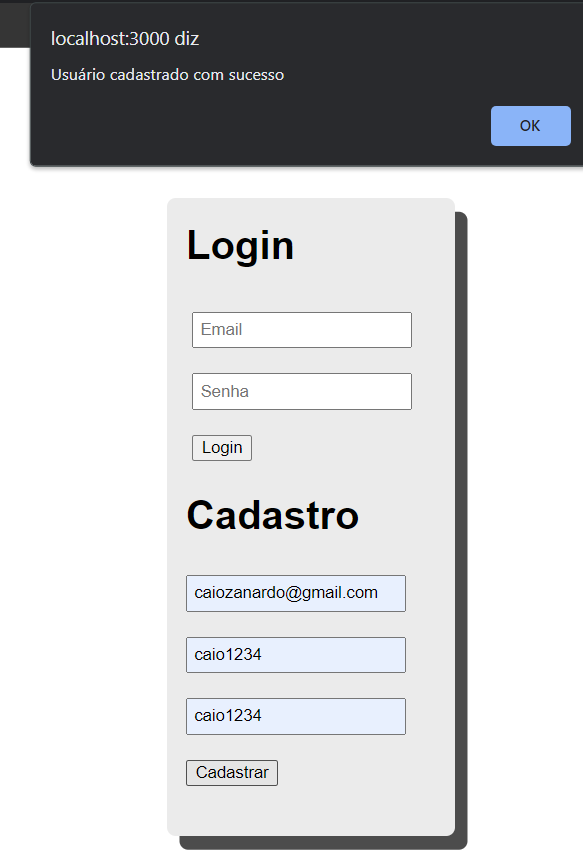 localhost:3000 diz
Usuário cadastrado com sucesso
OK
Login
Email
Senha
Login
Cadastro
caiozanardo@gmail.com
caio1234
caio1234
Cadastrar